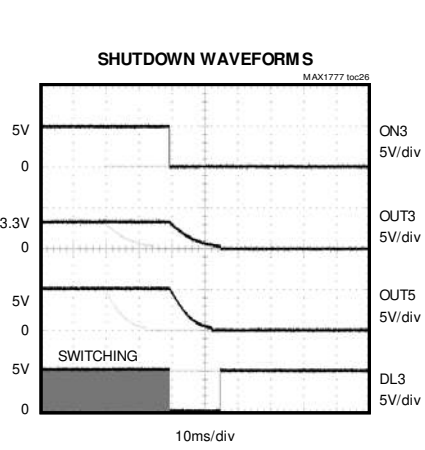 SHUTDOWN WAVEFORMS
MAX1777 toc26
5V
0
ON3
5V/div
3.3V
0
OUT3
5V/div
5V
0
OUT5
5V/div
SWITCHING
5V
0
DL3
5V/div
10ms/div